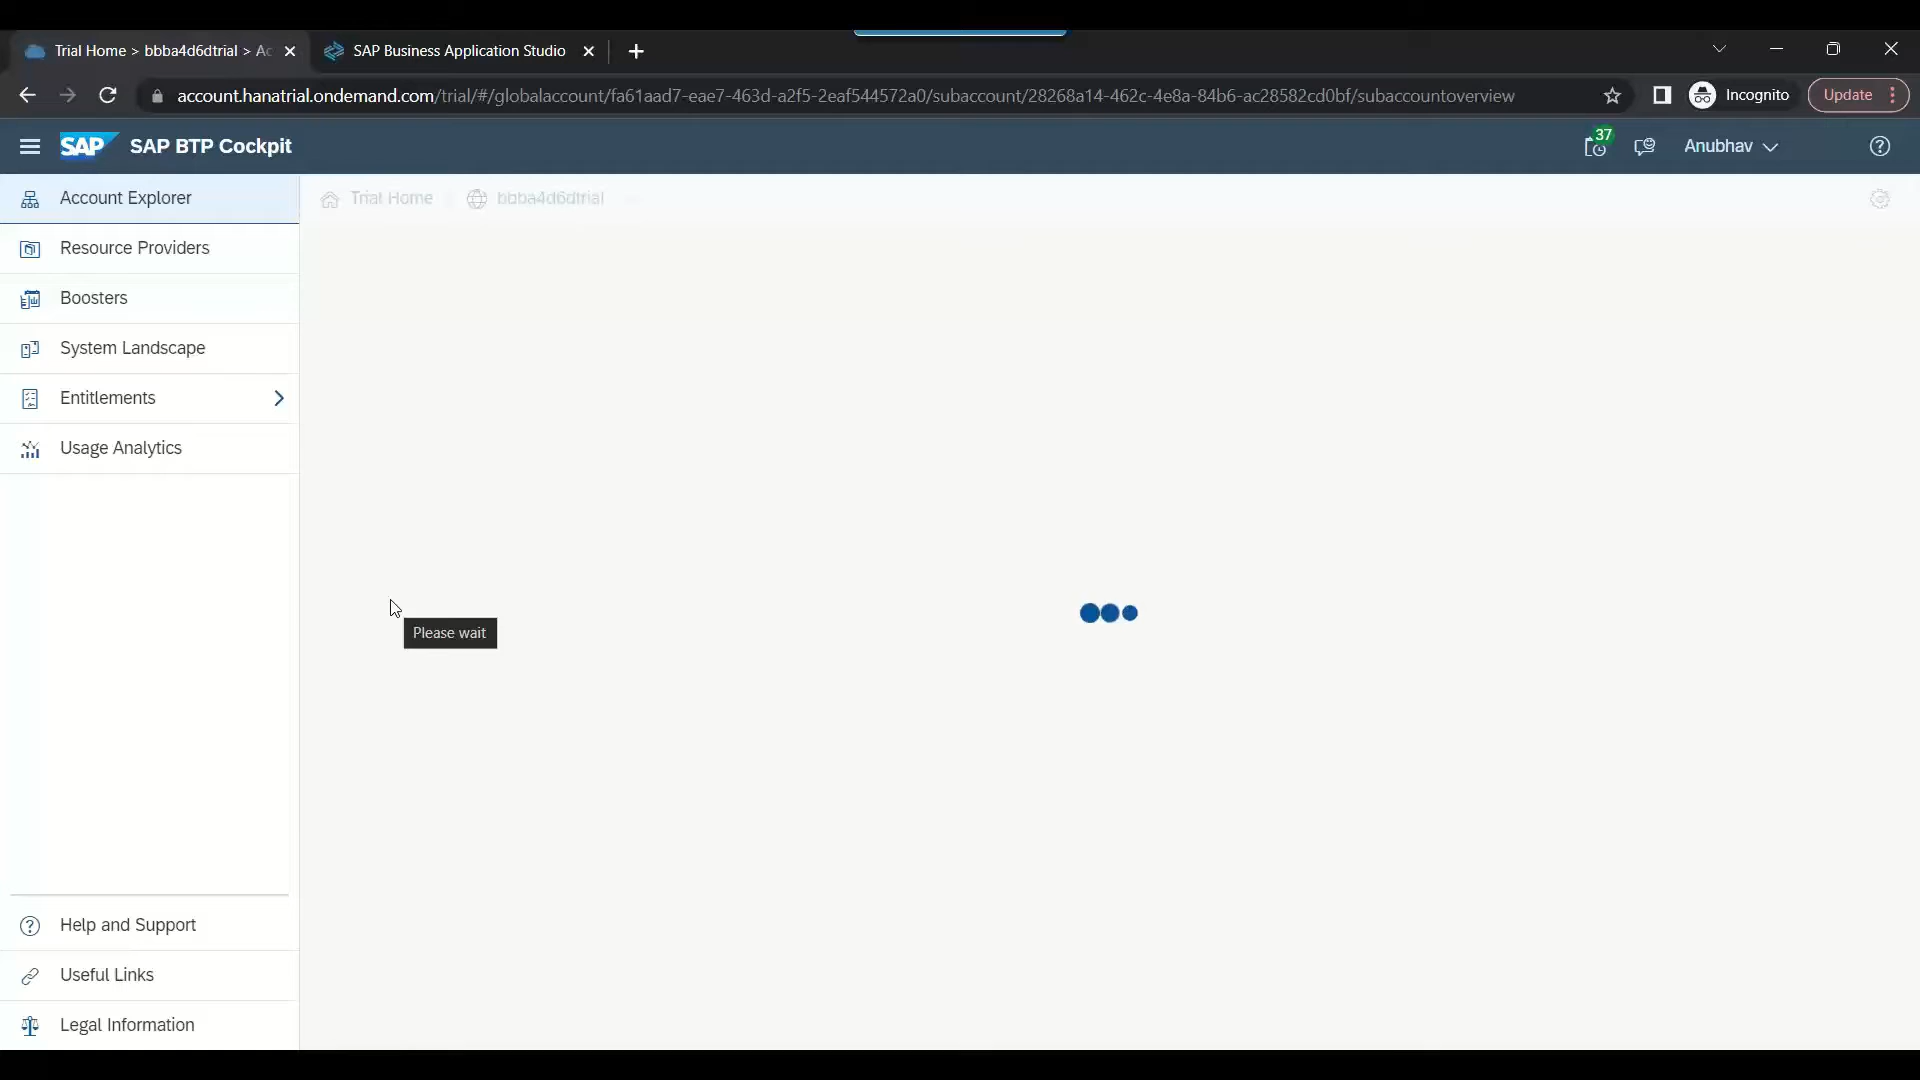 Trial Home > bbba4d6dtrial > Ac
SAP Business Application Studio
account.hanatrial.ondemand.com/trial/#/globalaccount/fa61aad7-eae7-463d-a2f5-2eaf544572a0/subaccount/28268a14-462c-4e8a-84b6-ac28582cd0bf/subaccountoverview
Incognito
Update
SAP SAP BTP Cockpit
37
Anubhav
Account Explorer
Trial Home
bbba4d6dtrial
Resource Providers
Boosters
System Landscape
Entitlements
Usage Analytics
Please wait
Help and Support
Useful Links
Legal Information